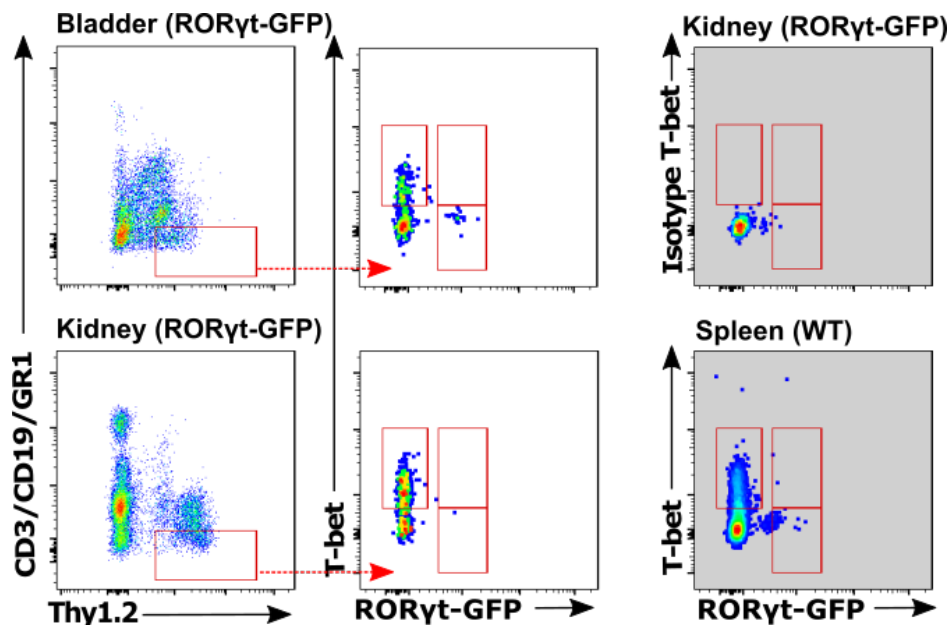 Bladder (RORγt-GFP)
Kidney (RORγt-GFP)
Isotype T-bet
Kidney (RORγt-GFP)
Spleen (WT)
CD3/CD19/GR1
T-bet
T-bet
Thy1.2
RORγt-GFP
RORγt-GFP